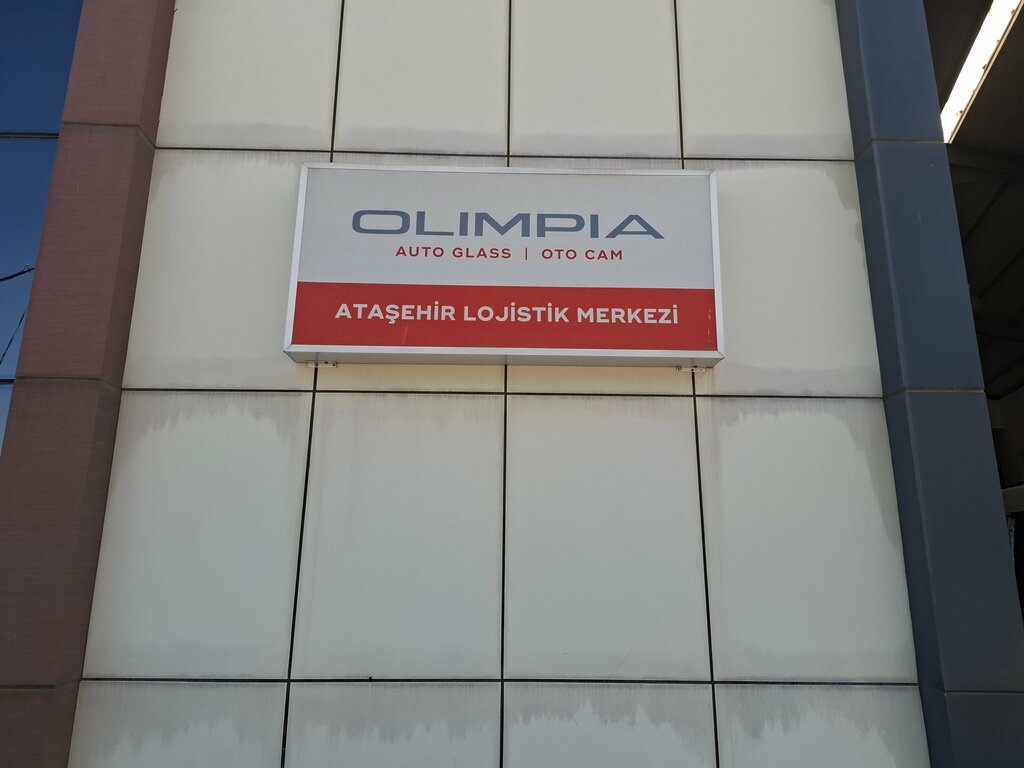 OLIMPIA
AUTO GLASS | OTO CAM
ATAŞEHİR LOJİSTİK MERKEZİ